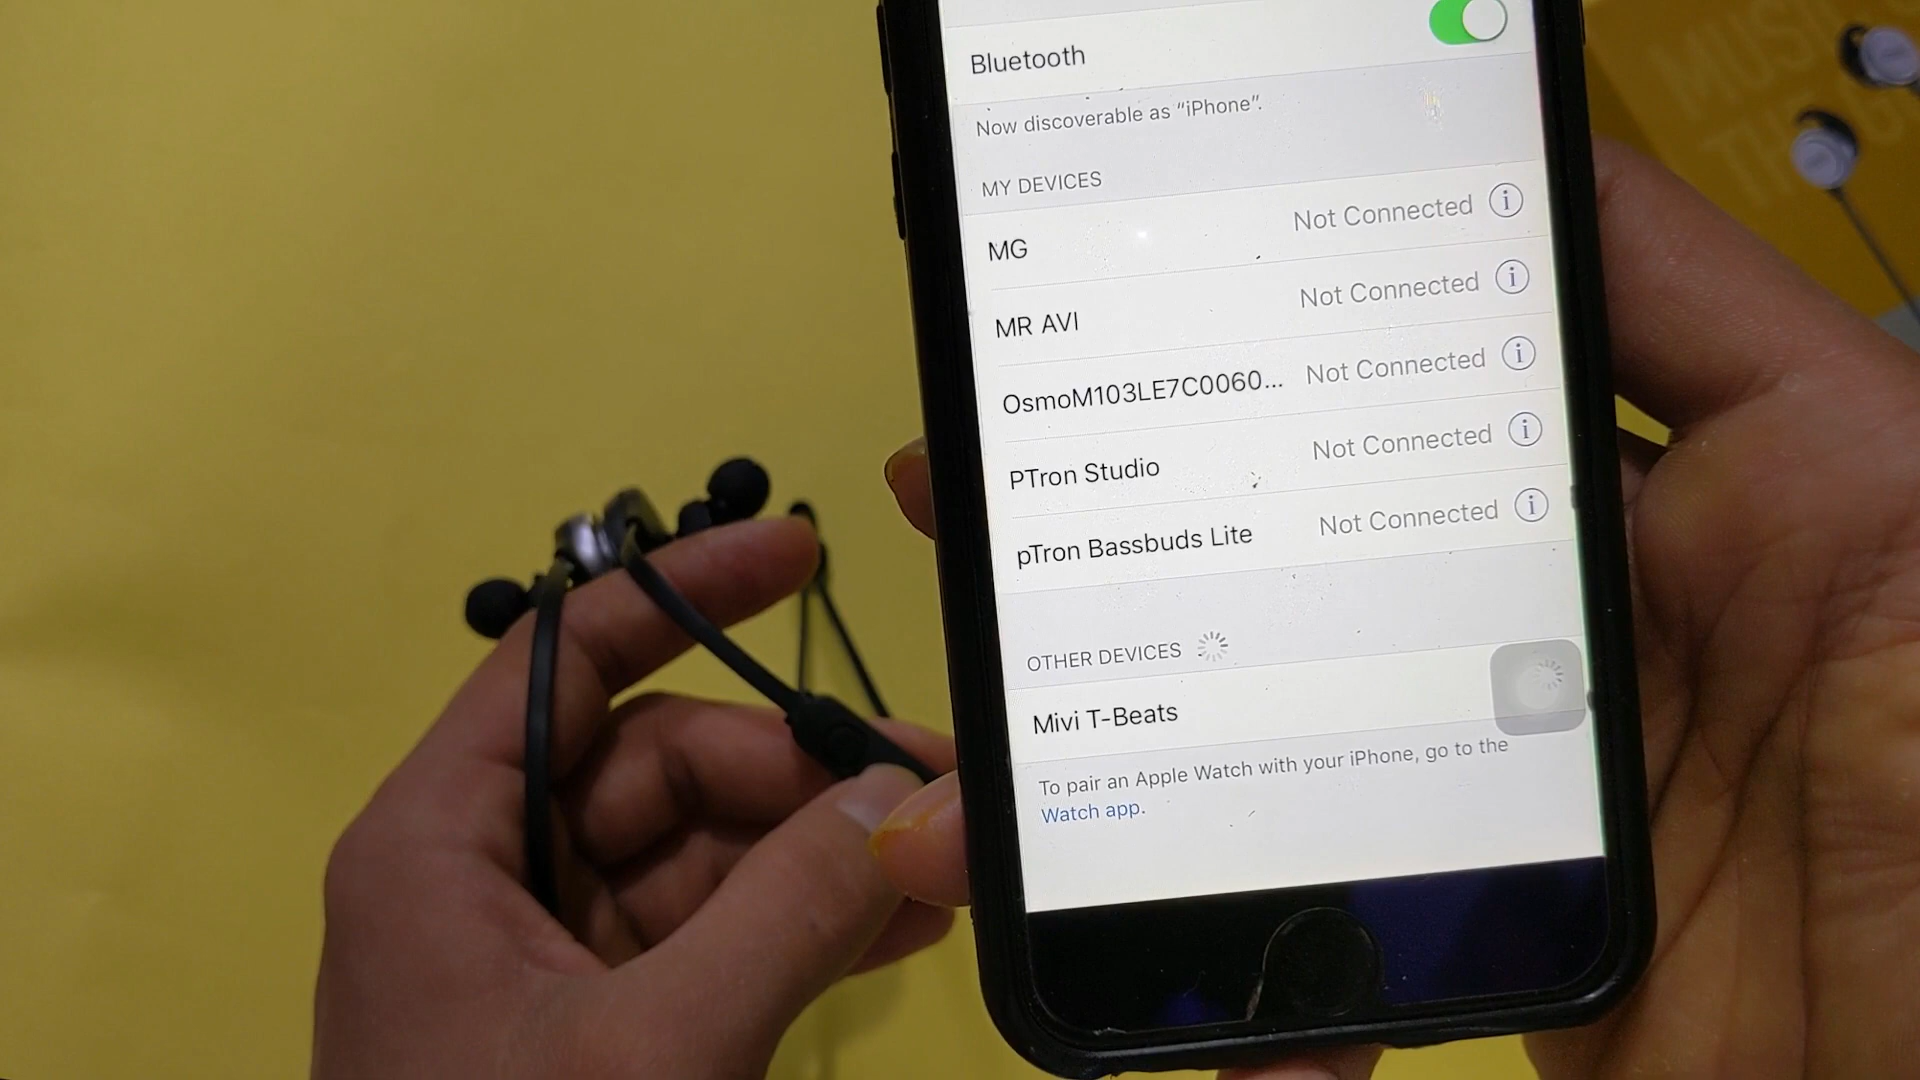 Bluetooth
Now discoverable as “iPhone”.
MY DEVICES
MG Not Connected
MR AVI Not Connected
OsmoM103LE7C0060... Not Connected
PTron Studio Not Connected
pTron Bassbuds Lite Not Connected
OTHER DEVICES
Mivi T-Beats
To pair an Apple Watch with your iPhone, go to the
Watch app.